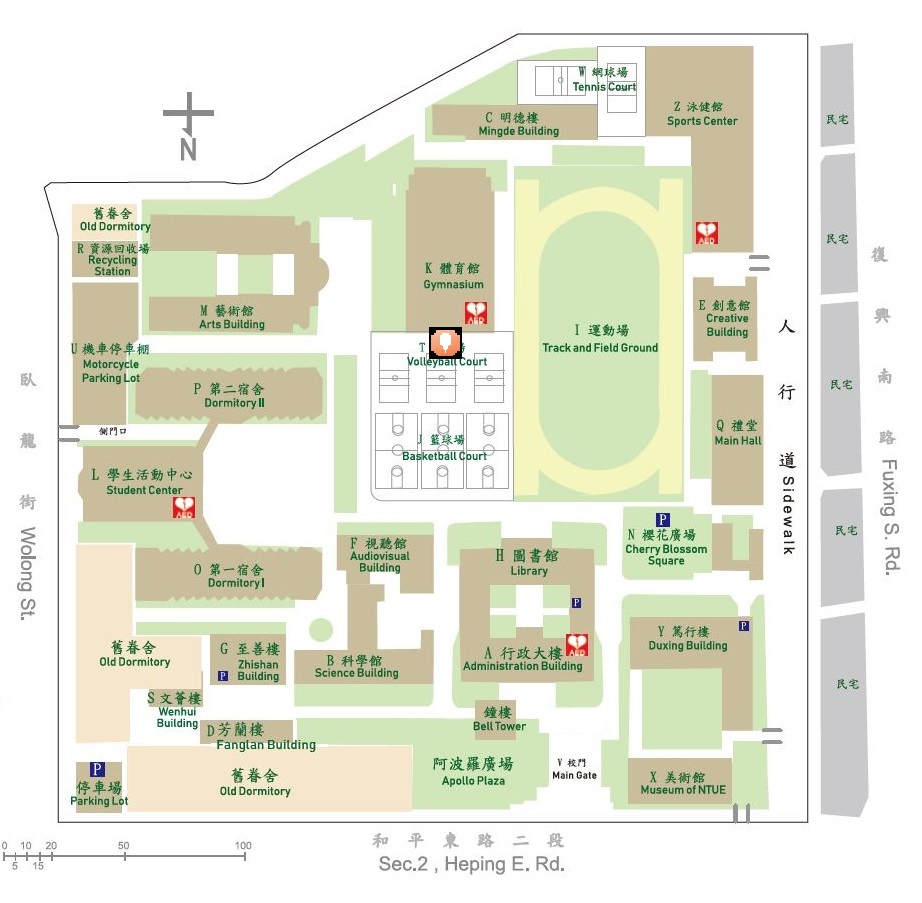 W 網球場
Tennis Court
C 明德樓
Mingde Building
Z 泳健館
Sports Center
民宅
N
舊眷舍
Old Dormitory
R 資源回收場
Recycling
Station
M 藝術館
Arts Building
K 體育館
Gymnasium
AED
AED
民宅
復興南路
Fuxing S. Rd.
E 創意館
Creative
Building
I 運動場
Track and Field Ground
T
場
Volleyball Court
U 機車停車棚
Motorcycle
Parking Lot
P 第二宿舍
Dormitory II
人行道 Sidewalk
民宅
臥龍街
Wolong St.
側門口
J 籃球場
Basketball Court
Q 禮堂
Main Hall
L 學生活動中心
Student Center
AED
P
N 櫻花廣場
Cherry Blossom
Square
民宅
F 視聽館
Audiovisual
Building
H 圖書館
Library
P
O 第一宿舍
Dormitory I
舊眷舍
Old Dormitory
G 至善樓
Zhishan
Building
P
B 科學館
Science Building
A 行政大樓
Administration Building
AED
Y 篤行樓
Duxing Building
P
民宅
S 文薈樓
Wenhui
Building
D 芳蘭樓
Fanglan Building
鐘樓
Bell Tower
P
停車場
Parking Lot
舊眷舍
Old Dormitory
阿波羅廣場
Apollo Plaza
V 校門
Main Gate
X 美術館
Museum of NTUE
和平東路二段
Sec.2 , Heping E. Rd.
0 10 20 50 100
5 15